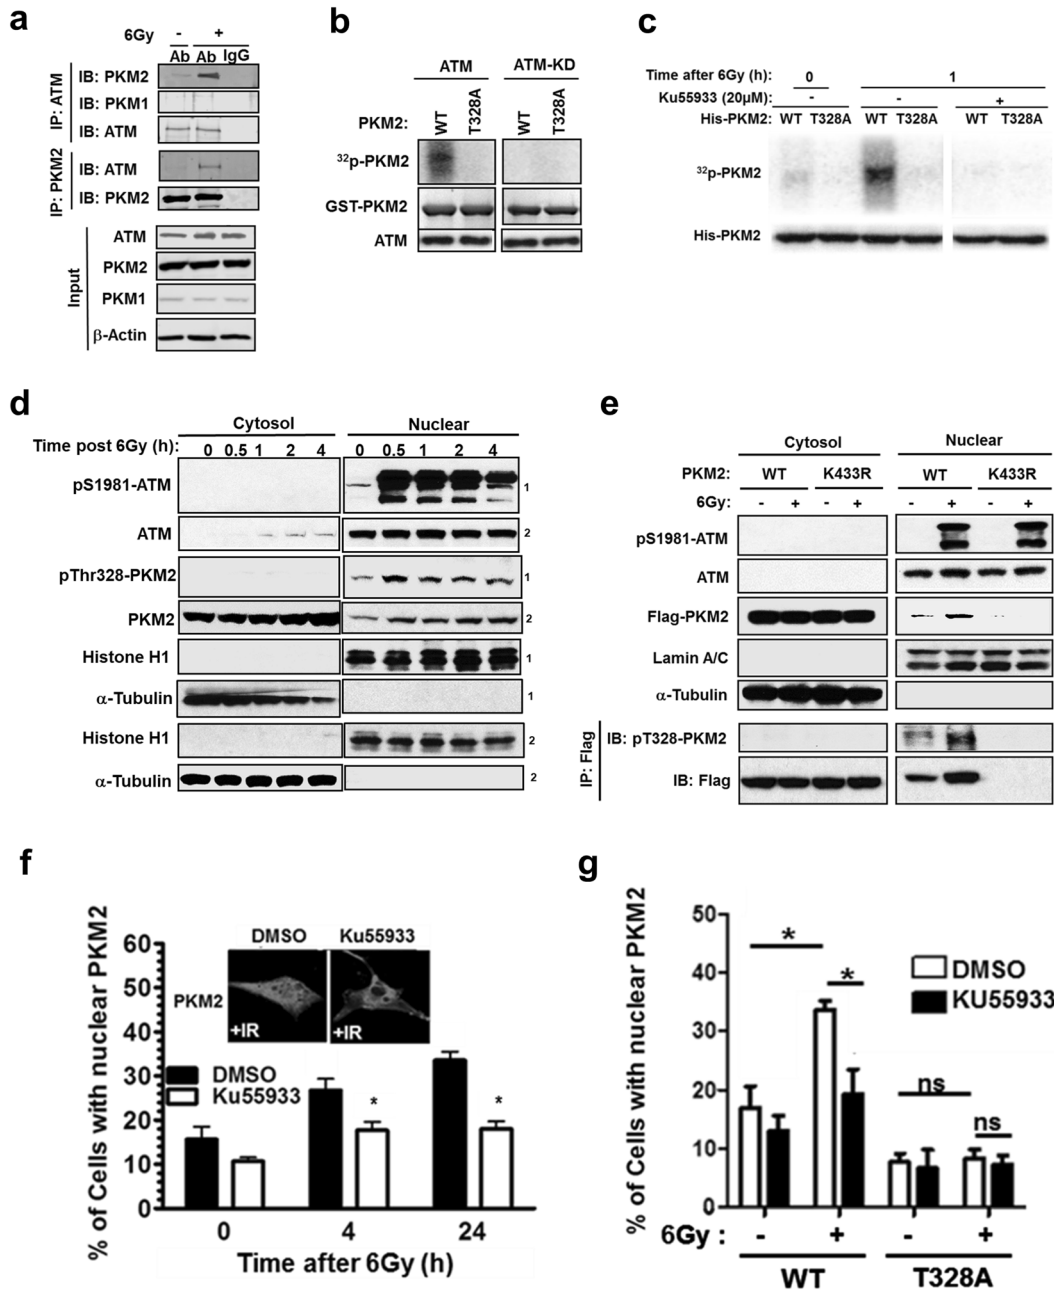 a
6Gy - +
Ab Ab IgG
IP: ATM
IB: PKM2
IB: PKM1
IB: ATM
IP: PKM2
IB: ATM
IB: PKM2
Input
ATM
PKM2
PKM1
β-Actin
b
ATM ATM-KD
PKM2: WT T328A WT T328A
32p-PKM2
GST-PKM2
ATM
c
Time after 6Gy (h): 0 1
Ku55933 (20µM): - - +
His-PKM2: WT T328A WT T328A WT T328A
32p-PKM2
His-PKM2
d
Cytosol Nuclear
Time post 6Gy (h): 0 0.5 1 2 4 0 0.5 1 2 4
pS1981-ATM 1
ATM 2
pThr328-PKM2 1
PKM2 2
Histone H1 1
α-Tubulin 1
Histone H1 2
α-Tubulin 2
e
Cytosol Nuclear
PKM2: WT K433R WT K433R
6Gy: - + - + - + - +
pS1981-ATM
ATM
Flag-PKM2
Lamin A/C
α-Tubulin
IP: Flag
IB: pT328-PKM2
IB: Flag
f
% of Cells with nuclear PKM2
60
50
40
30
20
10
0
DMSO Ku55933
PKM2
+IR +IR
DMSO
Ku55933
* *
0 4 24
Time after 6Gy (h)
g
% of Cells with nuclear PKM2
50
40
30
20
10
0
* *
DMSO
KU55933
ns ns
6Gy : - + - +
WT T328A